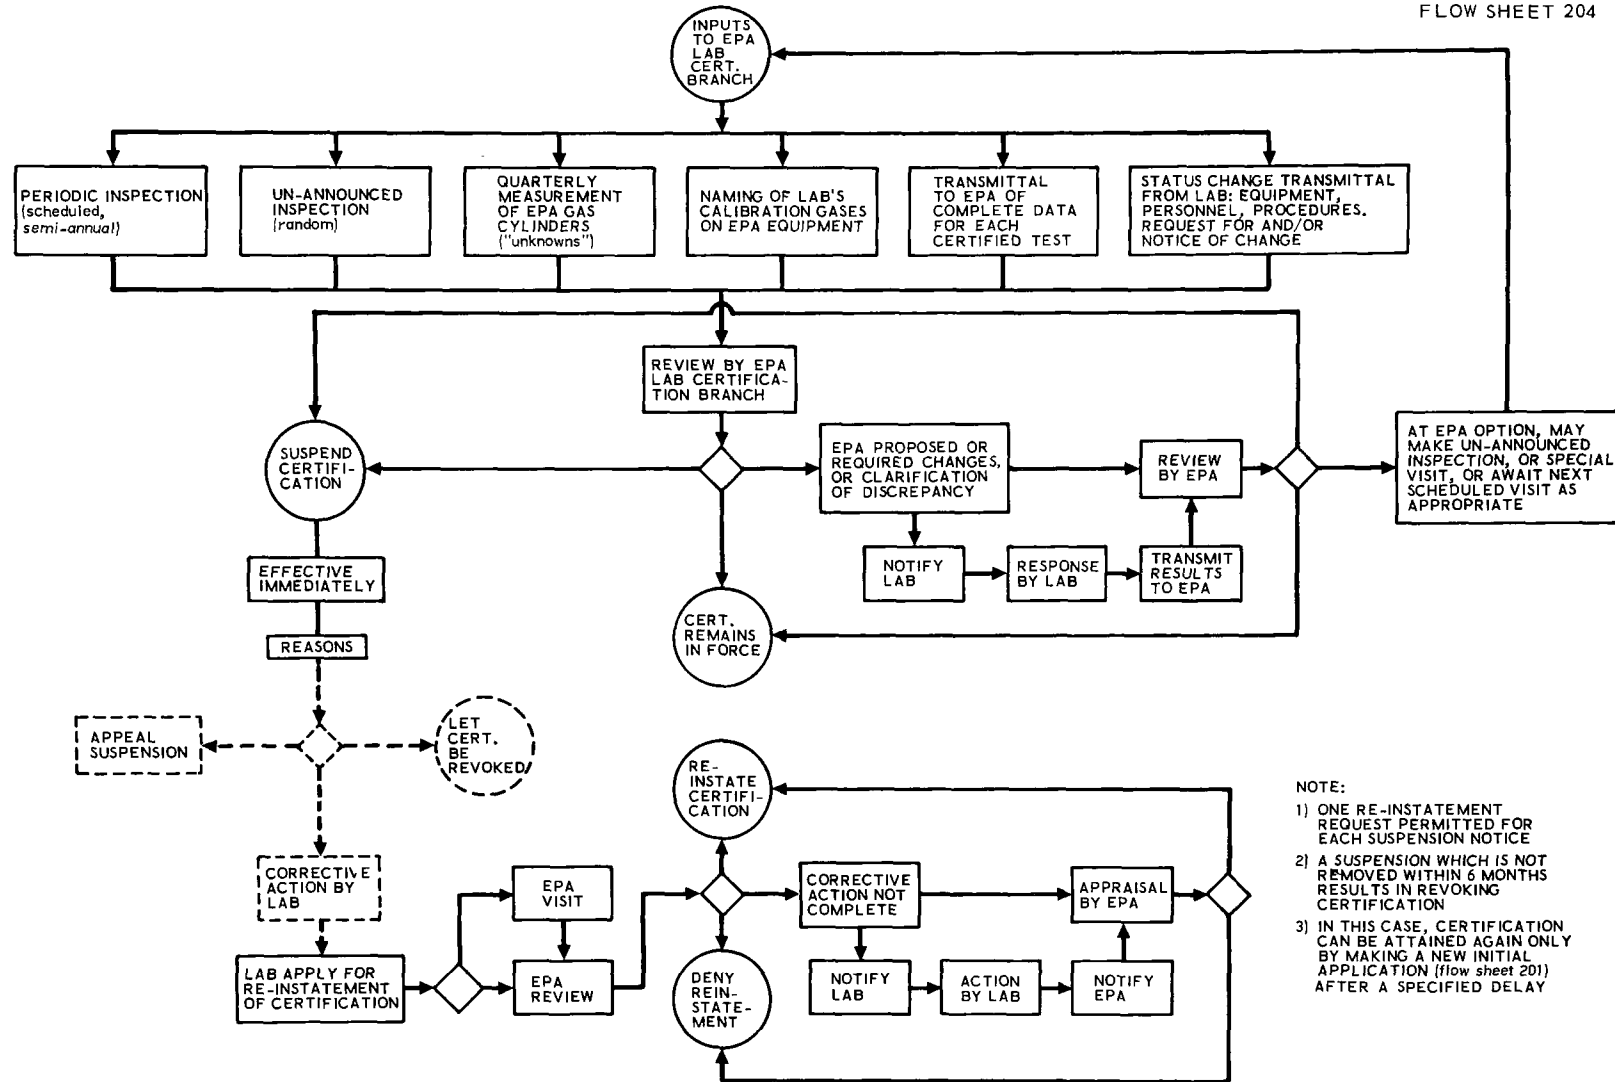 FLOW SHEET 204
INPUTS
TO EPA
LAB
CERT.
BRANCH
PERIODIC INSPECTION
(scheduled,
semi-annual)
UN-ANNOUNCED
INSPECTION
(random)
QUARTERLY
MEASUREMENT
OF EPA GAS
CYLINDERS
("unknowns")
NAMING OF LAB'S
CALIBRATION GASES
ON EPA EQUIPMENT
TRANSMITTAL
TO EPA OF
COMPLETE DATA
FOR EACH
CERTIFIED TEST
STATUS CHANGE TRANSMITTAL
FROM LAB: EQUIPMENT,
PERSONNEL, PROCEDURES.
REQUEST FOR AND/OR
NOTICE OF CHANGE
REVIEW BY EPA
LAB CERTIFICA-
TION BRANCH
SUSPEND
CERTIFI-
CATION
EPA PROPOSED OR
REQUIRED CHANGES,
OR CLARIFICATION
OF DISCREPANCY
REVIEW
BY EPA
AT EPA OPTION, MAY
MAKE UN-ANNOUNCED
INSPECTION, OR SPECIAL
VISIT, OR AWAIT NEXT
SCHEDULED VISIT AS
APPROPRIATE
NOTIFY
LAB
RESPONSE
BY LAB
TRANSMIT
RESULTS
TO EPA
EFFECTIVE
IMMEDIATELY
REASONS
CERT.
REMAINS
IN FORCE
APPEAL
SUSPENSION
LET
CERT.
BE
REVOKED
RE-
INSTATE
CERTIFI-
CATION
CORRECTIVE
ACTION BY
LAB
EPA
VISIT
CORRECTIVE
ACTION NOT
COMPLETE
APPRAISAL
BY EPA
LAB APPLY FOR
RE-INSTATEMENT
OF CERTIFICATION
EPA
REVIEW
DENY
REIN-
STATE-
MENT
NOTIFY
LAB
ACTION
BY LAB
NOTIFY
EPA
NOTE:
1) ONE RE-INSTATEMENT
REQUEST PERMITTED FOR
EACH SUSPENSION NOTICE
2) A SUSPENSION WHICH IS NOT
REMOVED WITHIN 6 MONTHS
RESULTS IN REVOKING
CERTIFICATION
3) IN THIS CASE, CERTIFICATION
CAN BE ATTAINED AGAIN ONLY
BY MAKING A NEW INITIAL
APPLICATION (flow sheet 201)
AFTER A SPECIFIED DELAY